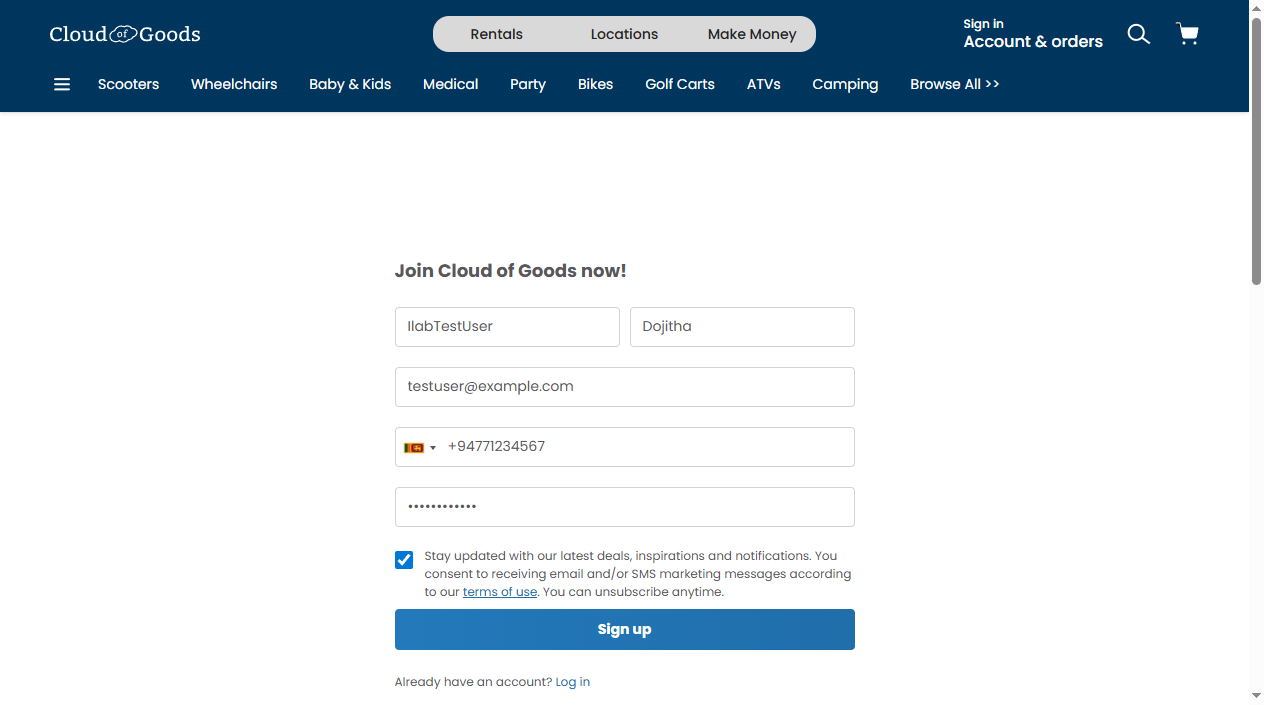 Cloud of Goods
Rentals Locations Make Money
Sign in
Account & orders
Scooters Wheelchairs Baby & Kids Medical Party Bikes Golf Carts ATVs Camping Browse All >>
Join Cloud of Goods now!
IlabTestUser Dojitha
testuser@example.com
+94771234567
••••••••••••
Stay updated with our latest deals, inspirations and notifications. You
consent to receiving email and/or SMS marketing messages according
to our terms of use. You can unsubscribe anytime.
Sign up
Already have an account? Log in